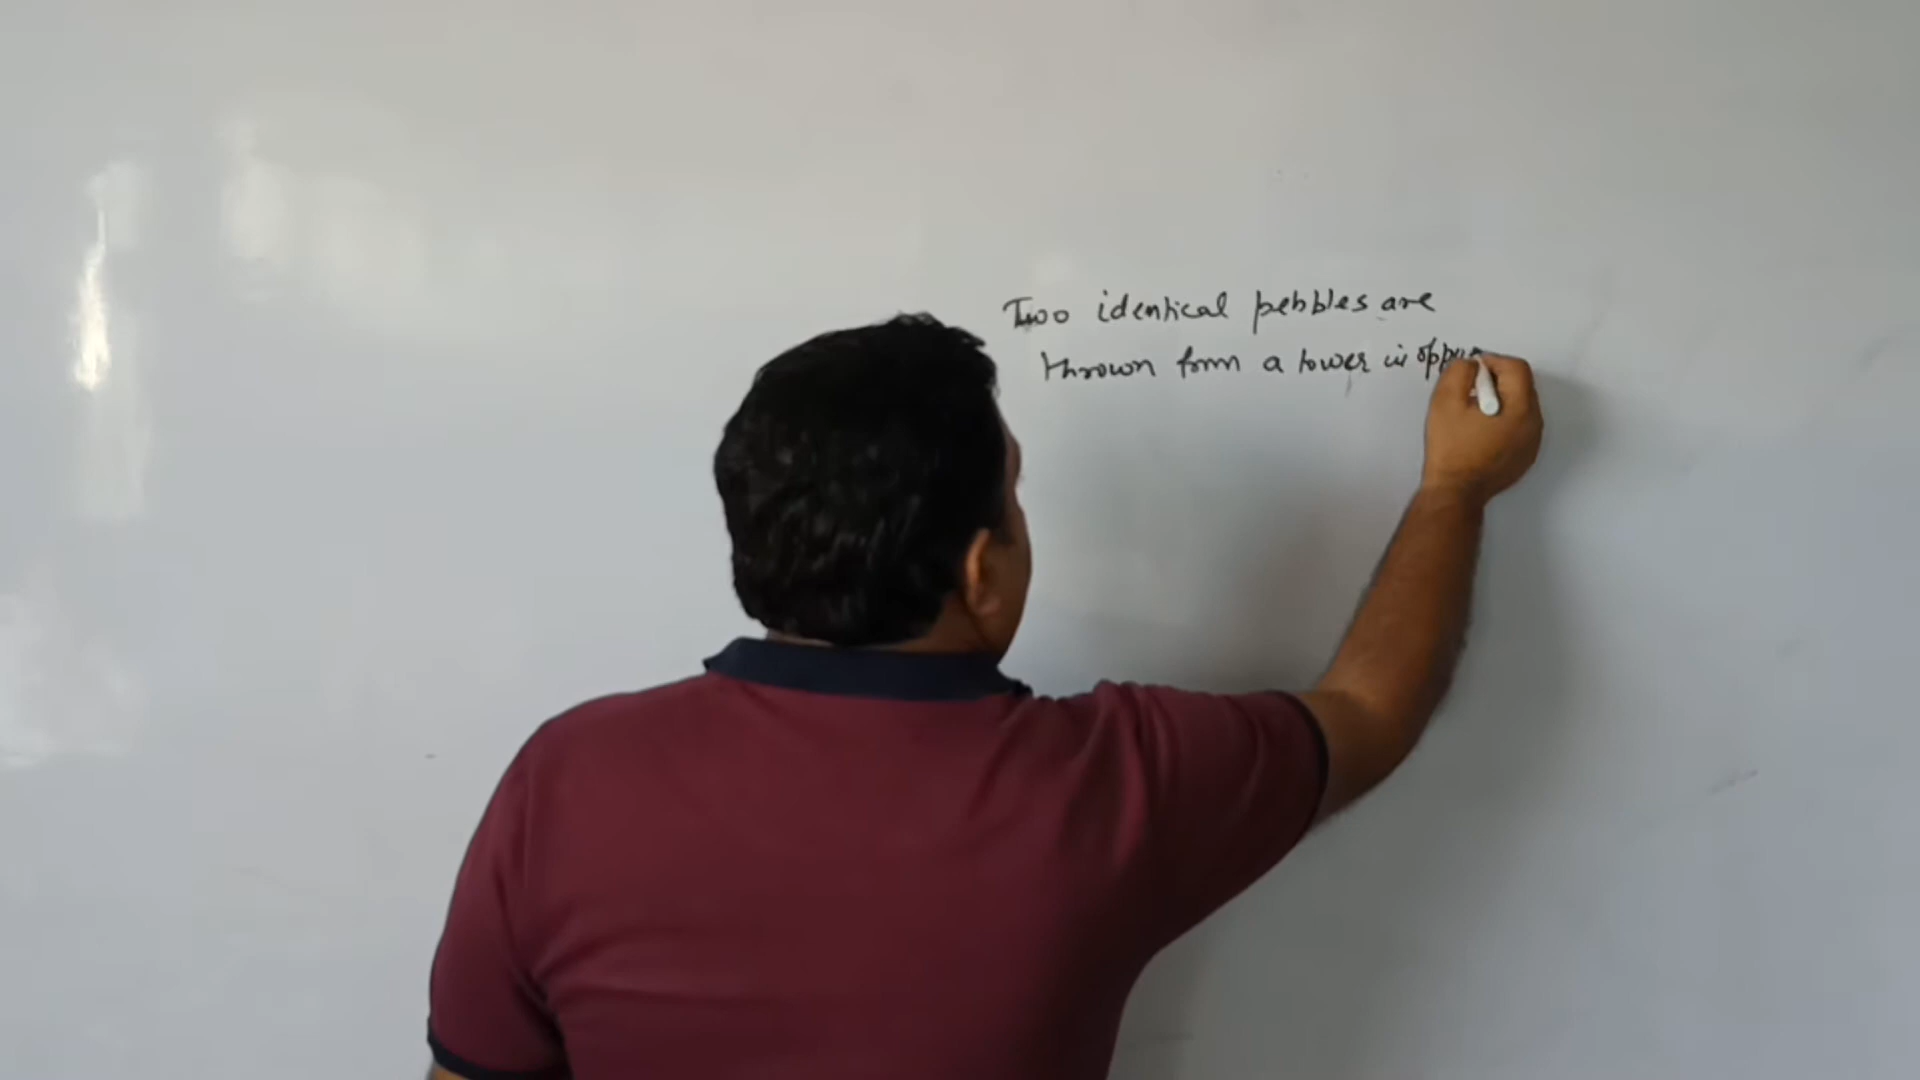 Two identical pebbles are
thrown form a tower in oppo